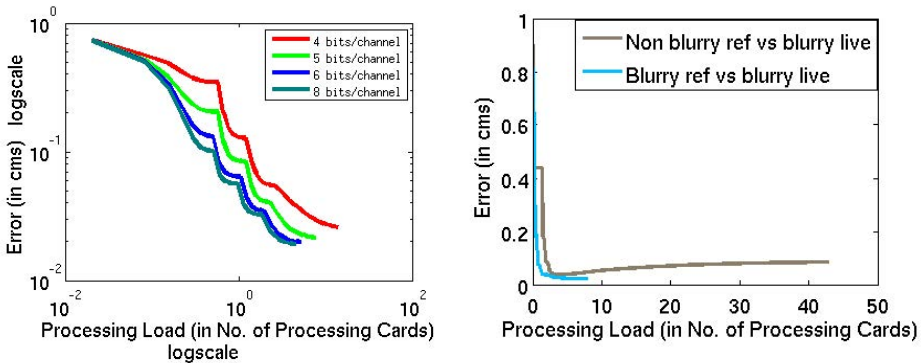 10^0
10^-1
10^-2
10^-2
10^0
10^2
Error (in cms)  logscale
4 bits/channel
5 bits/channel
6 bits/channel
8 bits/channel
Processing Load (in No. of Processing Cards)
logscale
1
0.8
0.6
0.4
0.2
0
0
10
20
30
40
50
Error (in cms)
Non blurry ref vs blurry live
Blurry ref vs blurry live
Processing Load (in No. of Processing Cards)